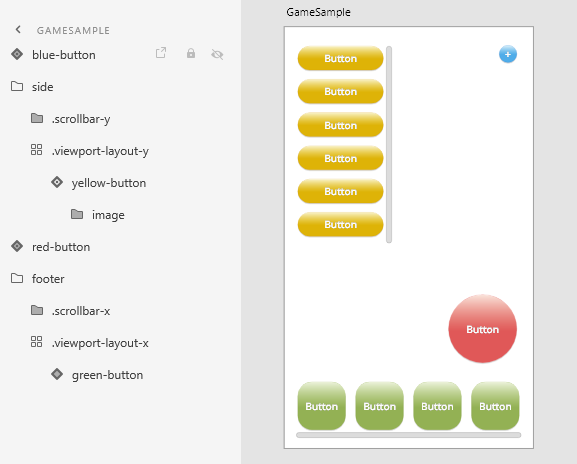 GAMESAMPLE
blue-button
side
.scrollbar-y
.viewport-layout-y
yellow-button
image
red-button
footer
.scrollbar-x
.viewport-layout-x
green-button
GameSample
Button
+
Button
Button
Button
Button
Button
Button
Button Button Button Button